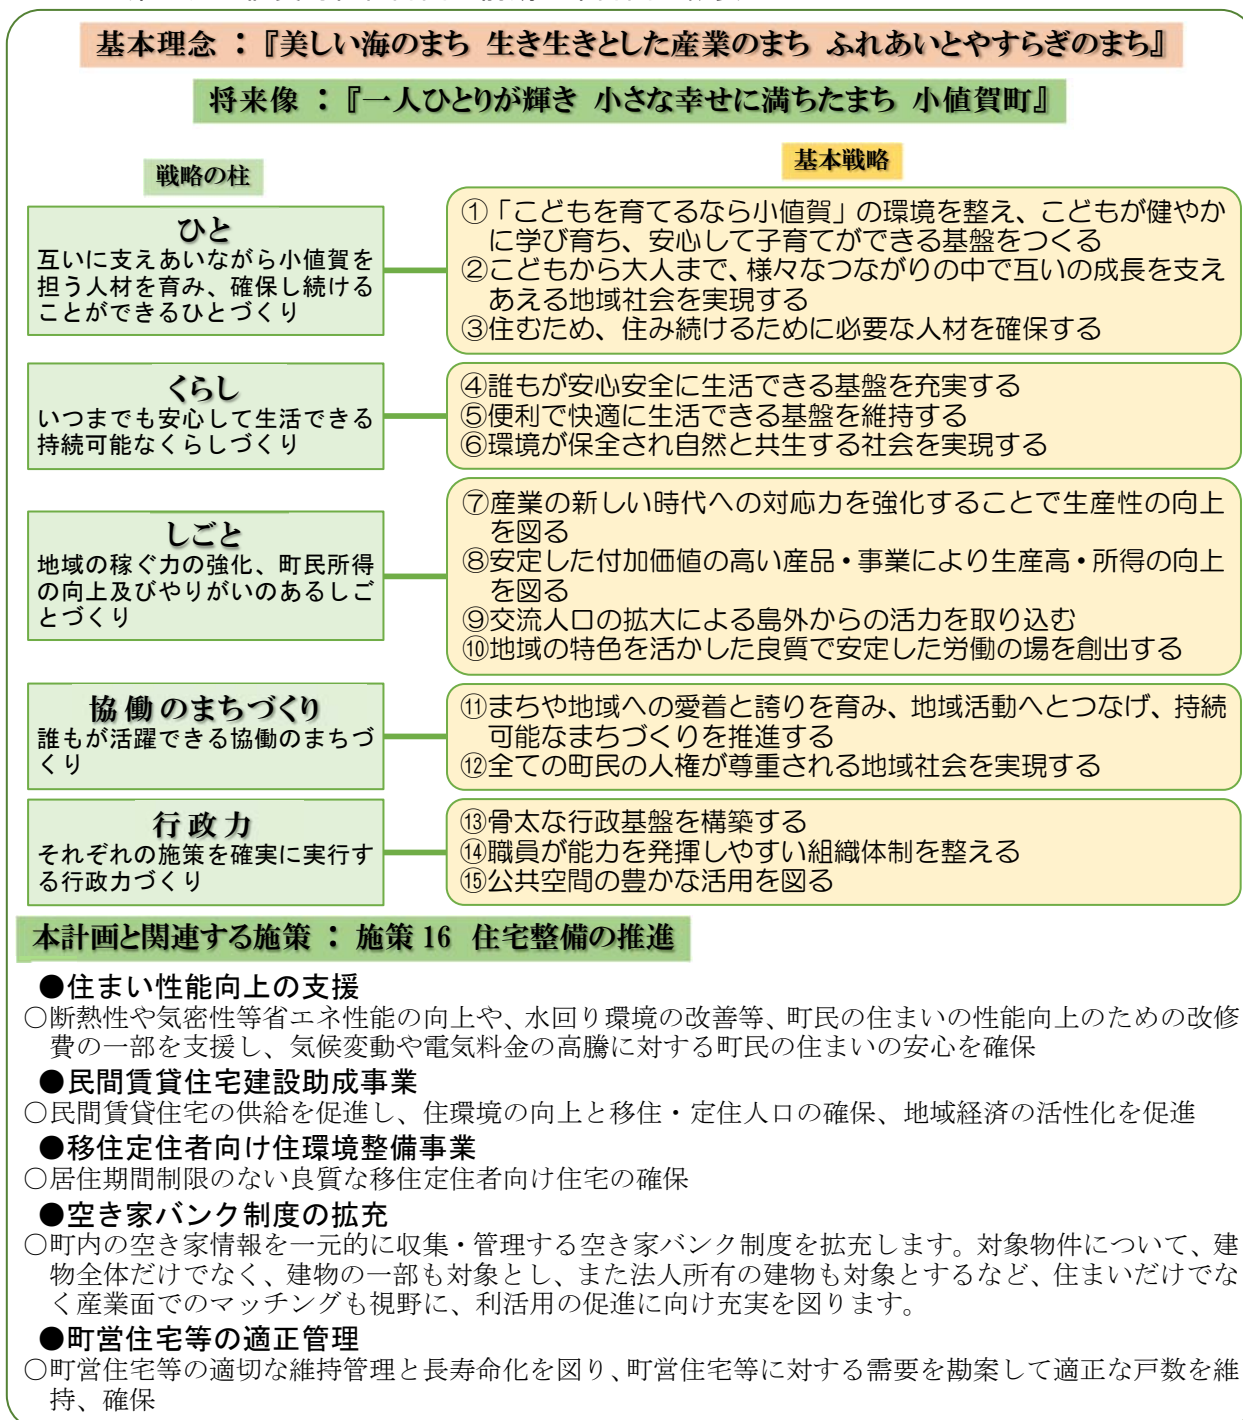 基本理念 ： 『美しい海のまち 生き生きとした産業のまち ふれあいとやすらぎのまち』
将来像 ： 『一人ひとりが輝き 小さな幸せに満ちたまち 小値賀町』
戦略の柱
基本戦略
ひと
互いに支えあいながら小値賀を
担う人材を育み、確保し続ける
ことができるひとづくり
①「こどもを育てるなら小値賀」の環境を整え、こどもが健やか
に学び育ち、安心して子育てができる基盤をつくる
②こどもから大人まで、様々なつながりの中で互いの成長を支え
あえる地域社会を実現する
③住むため、住み続けるために必要な人材を確保する
くらし
いつまでも安心して生活できる
持続可能なくらしづくり
④誰もが安心安全に生活できる基盤を充実する
⑤便利で快適に生活できる基盤を維持する
⑥環境が保全され自然と共生する社会を実現する
しごと
地域の稼ぐ力の強化、町民所得
の向上及びやりがいのあるしご
とづくり
⑦産業の新しい時代への対応力を強化することで生産性の向上
を図る
⑧安定した付加価値の高い産品・事業により生産高・所得の向上
を図る
⑨交流人口の拡大による島外からの活力を取り込む
⑩地域の特色を活かした良質で安定した労働の場を創出する
協働のまちづくり
誰もが活躍できる協働のまちづ
くり
⑪まちや地域への愛着と誇りを育み、地域活動へとつなげ、持続
可能なまちづくりを推進する
⑫全ての町民の人権が尊重される地域社会を実現する
行政力
それぞれの施策を確実に実行す
る行政力づくり
⑬骨太な行政基盤を構築する
⑭職員が能力を発揮しやすい組織体制を整える
⑮公共空間の豊かな活用を図る
本計画と関連する施策 ： 施策 16 住宅整備の推進
●住まい性能向上の支援
○断熱性や気密性等省エネ性能の向上や、水回り環境の改善等、町民の住まいの性能向上のための改修
費の一部を支援し、気候変動や電気料金の高騰に対する町民の住まいの安心を確保
●民間賃貸住宅建設助成事業
○民間賃貸住宅の供給を促進し、住環境の向上と移住・定住人口の確保、地域経済の活性化を促進
●移住定住者向け住環境整備事業
○居住期間制限のない良質な移住定住者向け住宅の確保
●空き家バンク制度の拡充
○町内の空き家情報を一元的に収集・管理する空き家バンク制度を拡充します。対象物件について、建
物全体だけでなく、建物の一部も対象とし、また法人所有の建物も対象とするなど、住まいだけでな
く産業面でのマッチングも視野に、利活用の促進に向け充実を図ります。
●町営住宅等の適正管理
○町営住宅等の適切な維持管理と長寿命化を図り、町営住宅等に対する需要を勘案して適正な戸数を維
持、確保